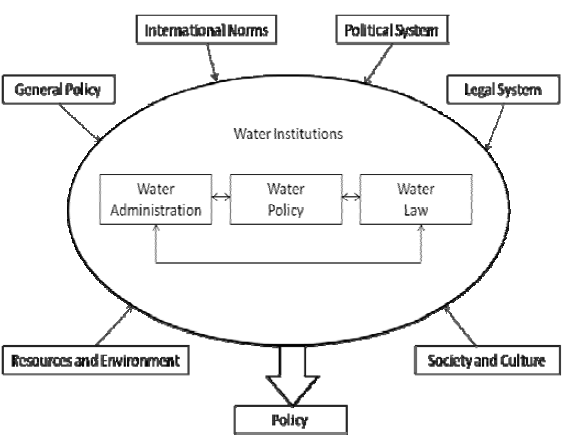 International Norms
Political System
General Policy
Legal System
Water Institutions
Water
Administration
Water
Policy
Water
Law
Resources and Environment
Society and Culture
Policy